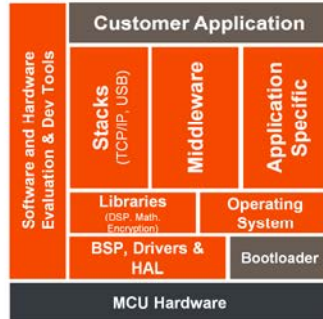 Customer Application
Software and Hardware
Evaluation & Dev Tools
Stacks
(TCP/IP, USB)
Middleware
Application
Specific
Libraries
(DSP, Math.
Encryption)
Operating
System
BSP, Drivers &
HAL
Bootloader
MCU Hardware